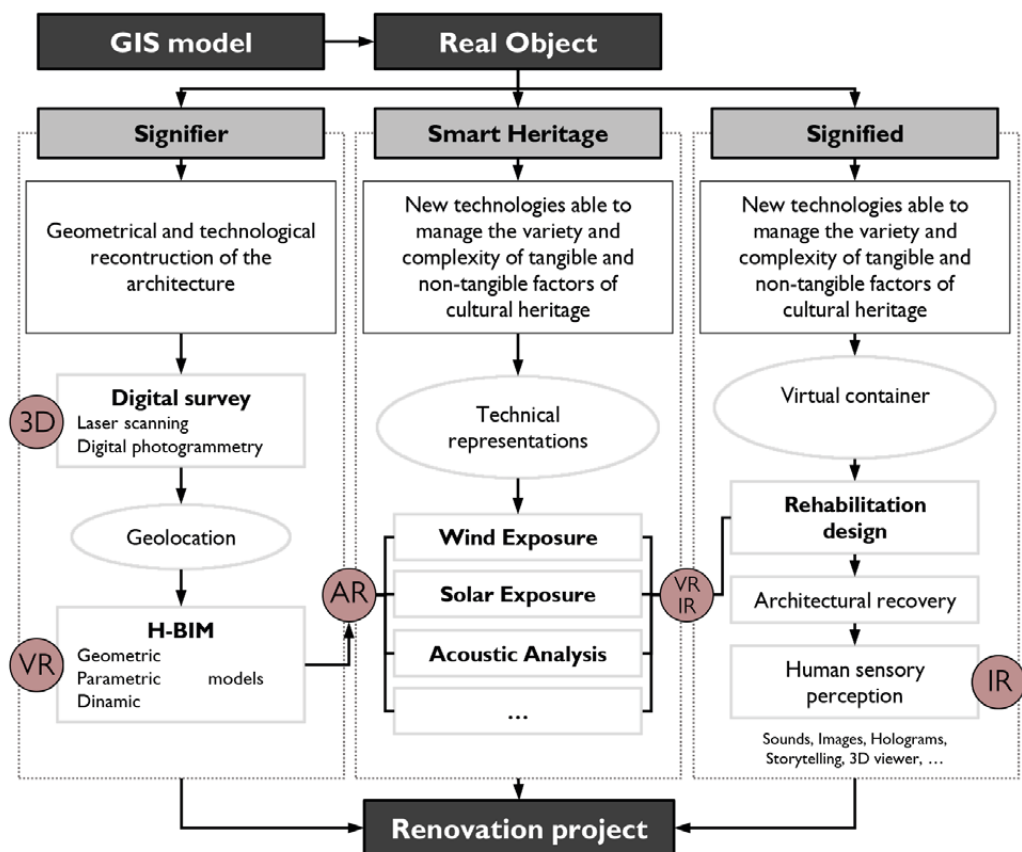 GIS model
Real Object
Signifier
Geometrical and technological
recontruction of the
architecture
3D
Digital survey
Laser scanning
Digital photogrammetry
Geolocation
VR
H-BIM
Geometric
Parametric models
Dinamic
Smart Heritage
New technologies able to
manage the variety and
complexity of tangible and
non-tangible factors of
cultural heritage
Technical
representations
AR
Wind Exposure
Solar Exposure
Acoustic Analysis
...
VR
IR
Signified
New technologies able to
manage the variety and
complexity of tangible and
non-tangible factors of
cultural heritage
Virtual container
Rehabilitation
design
Architectural recovery
Human sensory
perception
IR
Sounds, Images, Holograms,
Storytelling, 3D viewer, ...
Renovation project